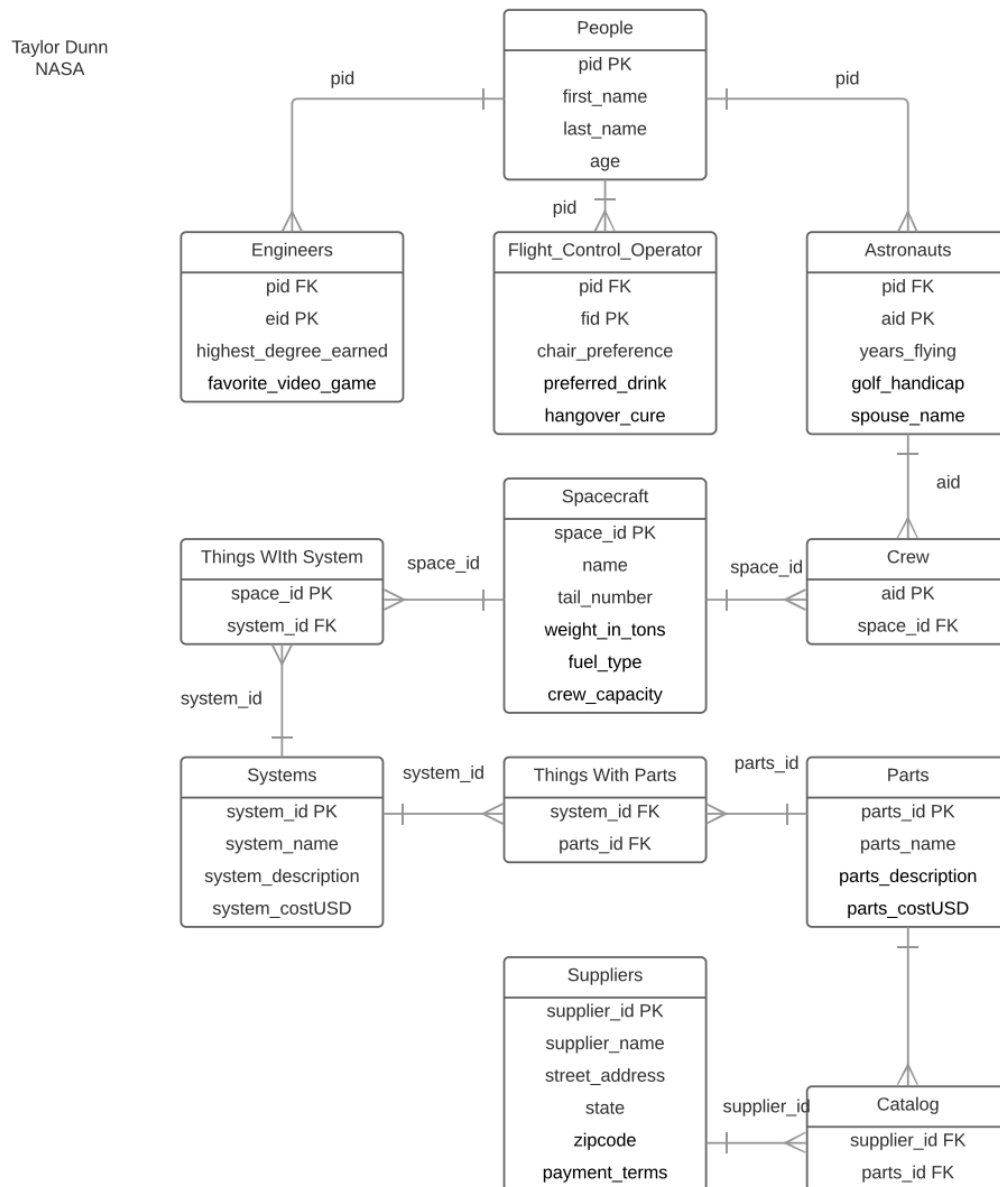 Taylor Dunn
NASA
People
pid PK
first_name
last_name
age
pid
pid
pid
Engineers
pid FK
eid PK
highest_degree_earned
favorite_video_game
Flight_Control_Operator
pid FK
fid PK
chair_preference
preferred_drink
hangover_cure
Astronauts
pid FK
aid PK
years_flying
golf_handicap
spouse_name
aid
Things WIth System
space_id PK
system_id FK
space_id
Spacecraft
space_id PK
name
tail_number
weight_in_tons
fuel_type
crew_capacity
space_id
Crew
aid PK
space_id FK
system_id
Systems
system_id PK
system_name
system_description
system_costUSD
system_id
Things With Parts
system_id FK
parts_id FK
parts_id
Parts
parts_id PK
parts_name
parts_description
parts_costUSD
Suppliers
supplier_id PK
supplier_name
street_address
state
zipcode
payment_terms
supplier_id
Catalog
supplier_id FK
parts_id FK